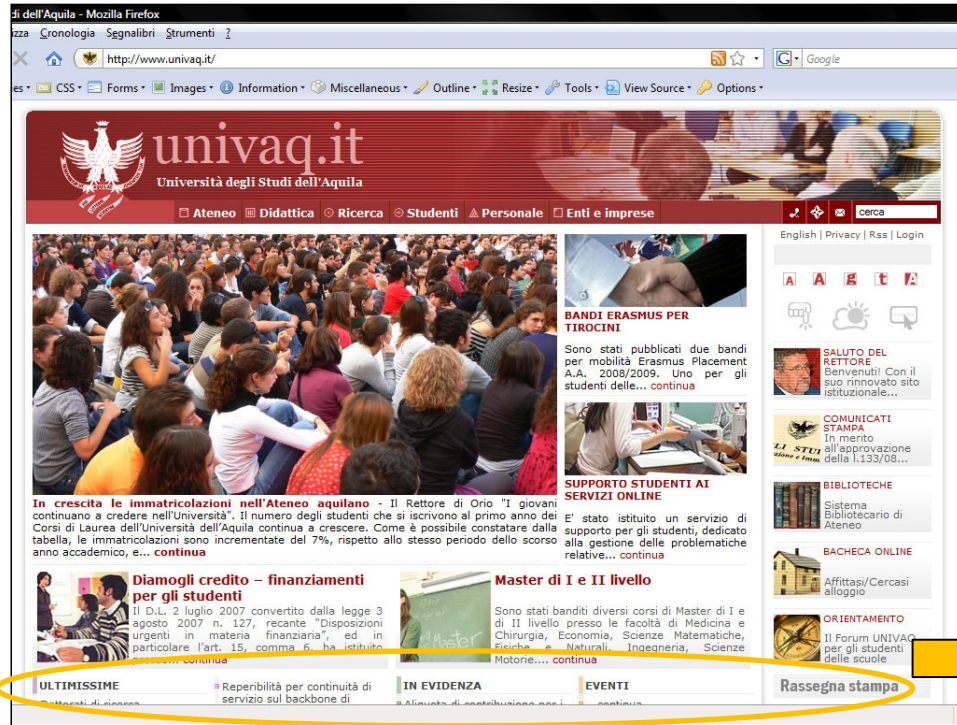 di dell'Aquila - Mozilla Firefox
izza Cronologia Segnalibri Strumenti ?
http://www.univaq.it/
G Google
es CSS Forms Images Information Miscellaneous Outline Resize Tools View Source Options
univaq.it
Università degli Studi dell'Aquila
Ateneo Didattica Ricerca Studenti Personale Enti e imprese
cerca
English | Privacy | Rss | Login
A A g t A
BANDI ERASMUS PER
TIROCINI
Sono stati pubblicati due bandi
per mobilità Erasmus Placement
A.A. 2008/2009. Uno per gli
studenti delle... continua
SUPPORTO STUDENTI AI
SERVIZI ONLINE
E' stato istituito un servizio di
supporto per gli studenti, dedicato
alla gestione delle problematiche
relative... continua
In crescita le immatricolazioni nell'Ateneo aquilano - Il Rettore di Orio "I giovani
continuano a credere nell'Università". Il numero degli studenti che si iscrivono al primo anno dei
Corsi di Laurea dell'Università dell'Aquila continua a crescere. Come è possibile constatare dalla
tabella, le immatricolazioni sono incrementate del 7%, rispetto allo stesso periodo dello scorso
anno accademico, e... continua
Diamogli credito – finanziamenti
per gli studenti
Il D.L. 2 luglio 2007 convertito dalla legge 3
agosto 2007 n. 127, recante "Disposizioni
urgenti in materia finanziaria", ed in
particolare l'art. 15, comma 6, ha istituito
continua
Master
Master di I e II livello
Sono stati banditi diversi corsi di Master di I e
di II livello presso le facoltà di Medicina e
Chirurgia, Economia, Scienze Matematiche,
Fisiche e Naturali, Ingegneria, Scienze
Motorie.... continua
SALUTO DEL
RETTORE
Benvenuti! Con il
suo rinnovato sito
istituzionale...
COMUNICATI
STAMPA
In merito
all'approvazione
della l.133/08...
BIBLIOTECHE
Sistema
Bibliotecario di
Ateneo
BACHECA ONLINE
Affittasi/Cercasi
alloggio
ORIENTAMENTO
Il Forum UNIVAQ
per gli studenti
delle scuole
Rassegna stampa
ULTIMISSIME
Dottorati di ricerca
Reperibilità per continuità di
servizio sul backbone di
IN EVIDENZA
Aliquota di contribuzione per i
EVENTI
continua